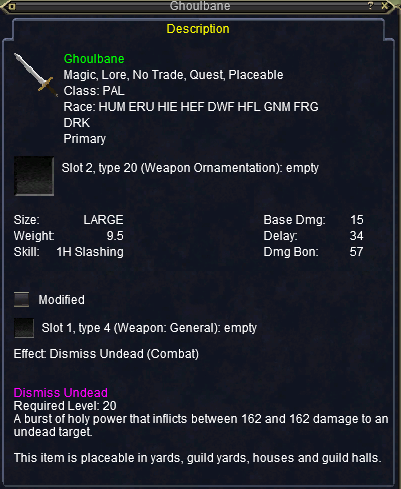 Ghoulbane
Description
Ghoulbane
Magic, Lore, No Trade, Quest, Placeable
Class: PAL
Race: HUM ERU HIE HEF DWF HFL GNM FRG
DRK
Primary
Slot 2, type 20 (Weapon Ornamentation): empty
Size: LARGE Base Dmg: 15
Weight: 9.5 Delay: 34
Skill: 1H Slashing Dmg Bon: 57
Modified
Slot 1, type 4 (Weapon: General): empty
Effect: Dismiss Undead (Combat)
Dismiss Undead
Required Level: 20
A burst of holy power that inflicts between 162 and 162 damage to an
undead target.
This item is placeable in yards, guild yards, houses and guild halls.